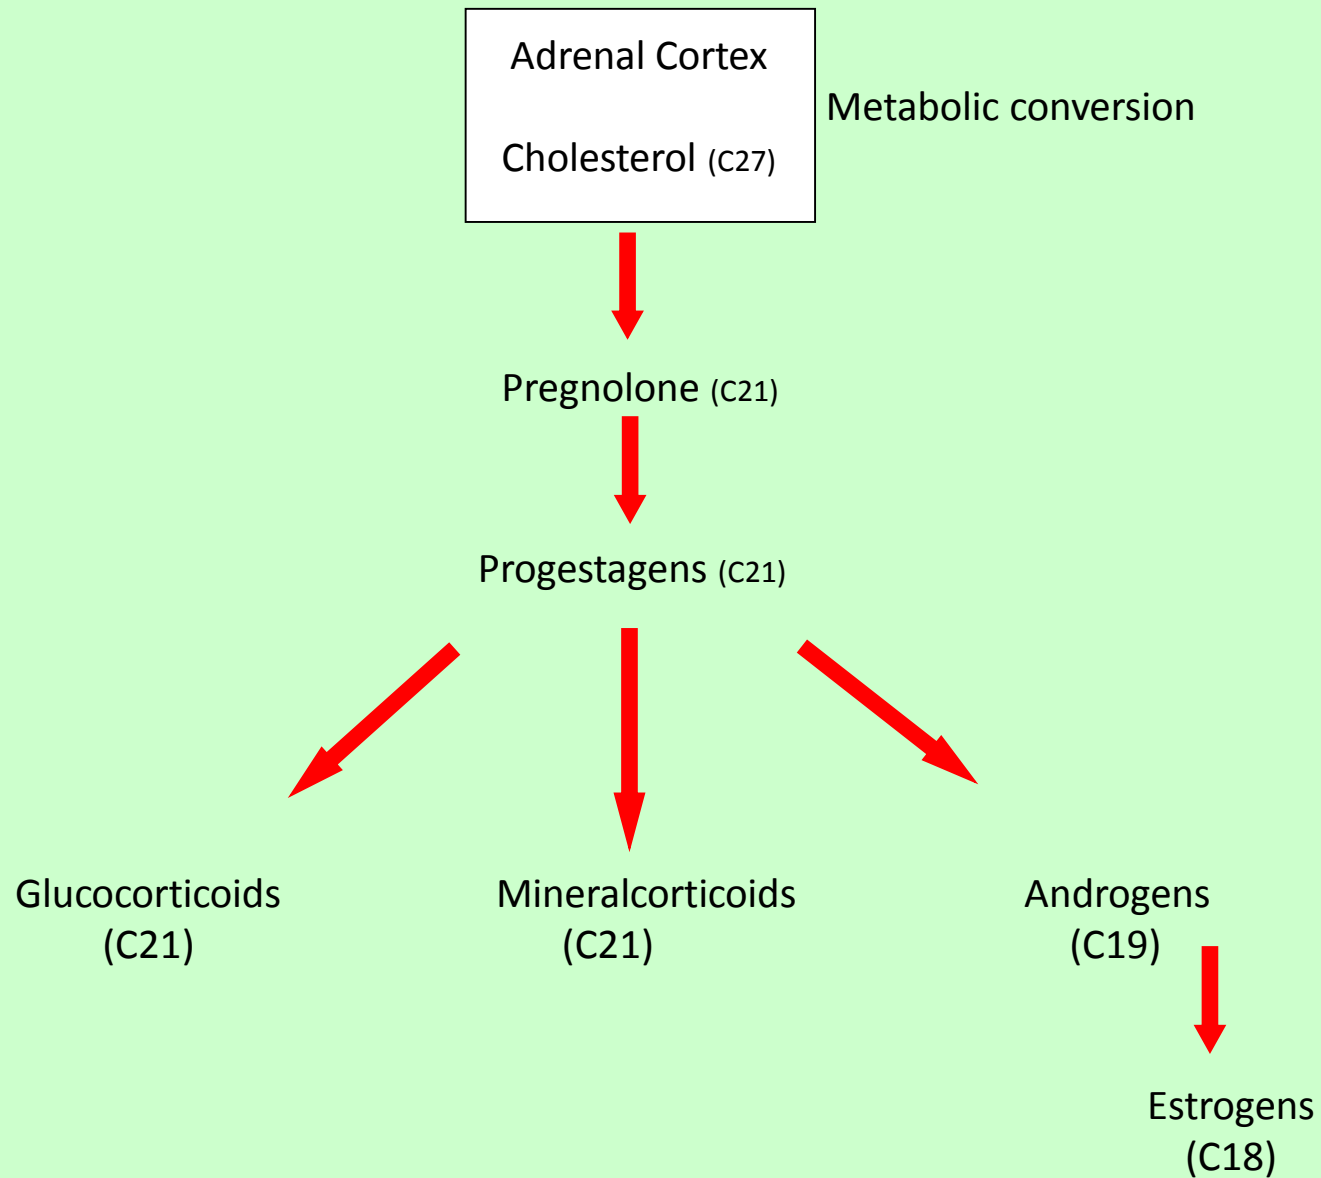 Adrenal Cortex
Metabolic conversion
Cholesterol (C27)
Pregnolone (C21)
Progestagens (C21)
Glucocorticoids
(C21)
Mineralcorticoids
(C21)
Androgens
(C19)
Estrogens
(C18)